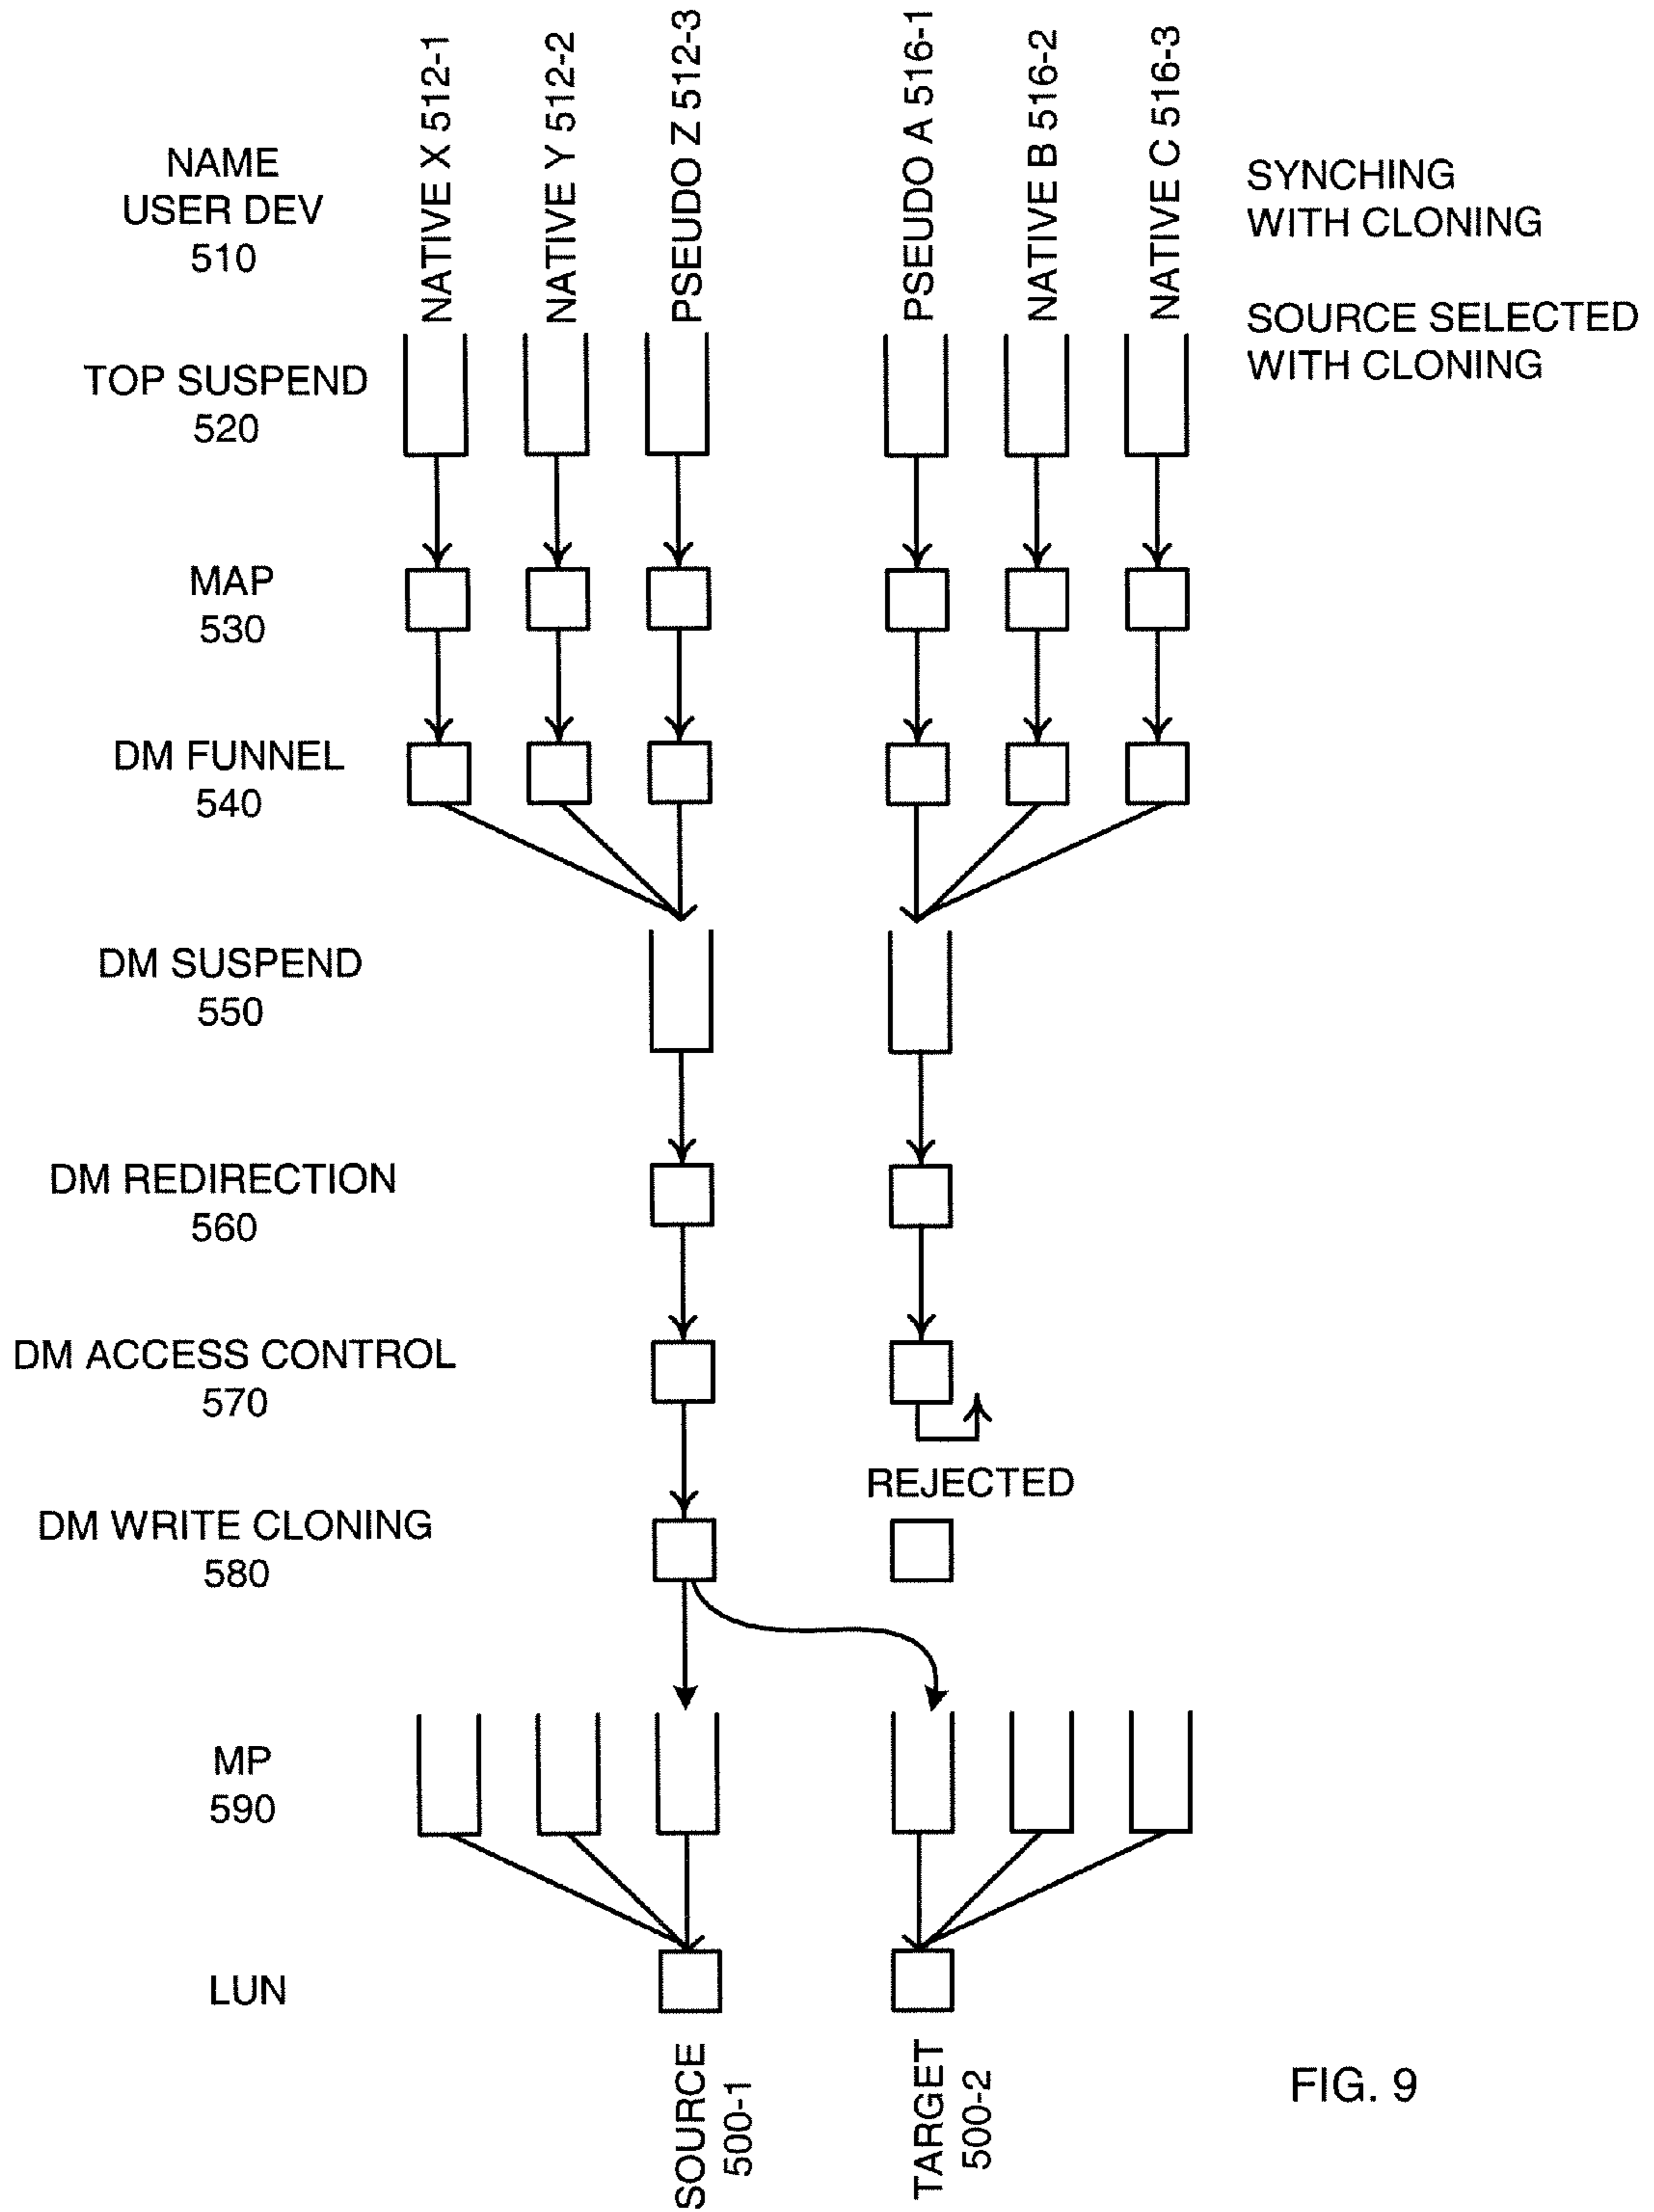 NATIVE X 512-1
NATIVE Y 512-2
PSEUDO Z 512-3
PSEUDO A 516-1
NATIVE B 516-2
NATIVE C 516-3
NAME
USER DEV
510
SYNCHING
WITH CLONING
SOURCE SELECTED
WITH CLONING
TOP SUSPEND
520
MAP
530
DM FUNNEL
540
DM SUSPEND
550
DM REDIRECTION
560
DM ACCESS CONTROL
570
REJECTED
DM WRITE CLONING
580
MP
590
LUN
SOURCE
500-1
TARGET
500-2
FIG. 9